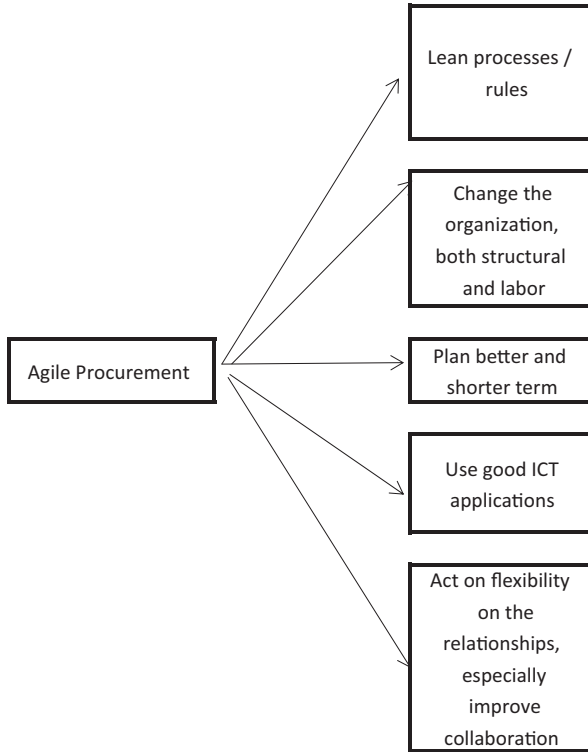 Lean processes /
rules
Change the
organization,
both structural
and labor
Agile Procurement
Plan better and
shorter term
Use good ICT
applications
Act on flexibility
on the
relationships,
especially
improve
collaboration